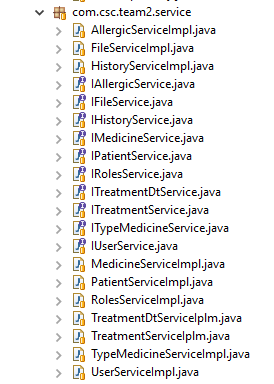 com.csc.team2.service
AllergicServiceImpl.java
FileServiceImpl.java
HistoryServiceImpl.java
IAllergicService.java
IFileService.java
IHistoryService.java
IMedicineService.java
IPatientService.java
IRolesService.java
ITreatmentDtService.java
ITreatmentService.java
ITypeMedicineService.java
IUserService.java
MedicineServiceImpl.java
PatientServiceImpl.java
RolesServiceImpl.java
TreatmentDtServiceIplm.java
TreatmentServiceIplm.java
TypeMedicineServiceImpl.java
UserServiceImpl.java